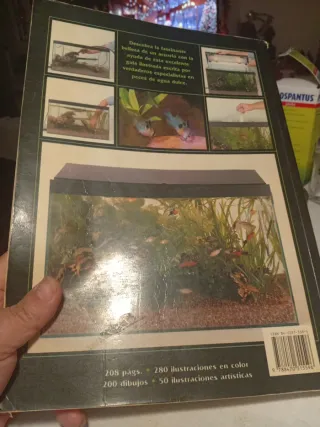 Descubra la fascinante
belleza de un acuario con la
ayuda de esta excelente
guía ilustrada escrita por
verdaderos especialistas en
peces de agua dulce.
OSPANTUS
208 págs. • 280 ilustraciones en color
200 dibujos • 50 ilustraciones artísticas